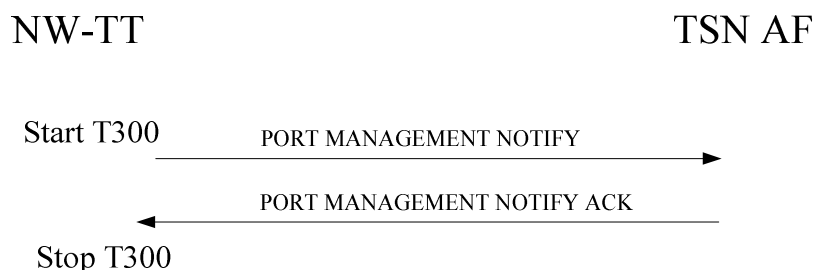 NW-TT
TSN AF
Start T300
PORT MANAGEMENT NOTIFY
PORT MANAGEMENT NOTIFY ACK
Stop T300